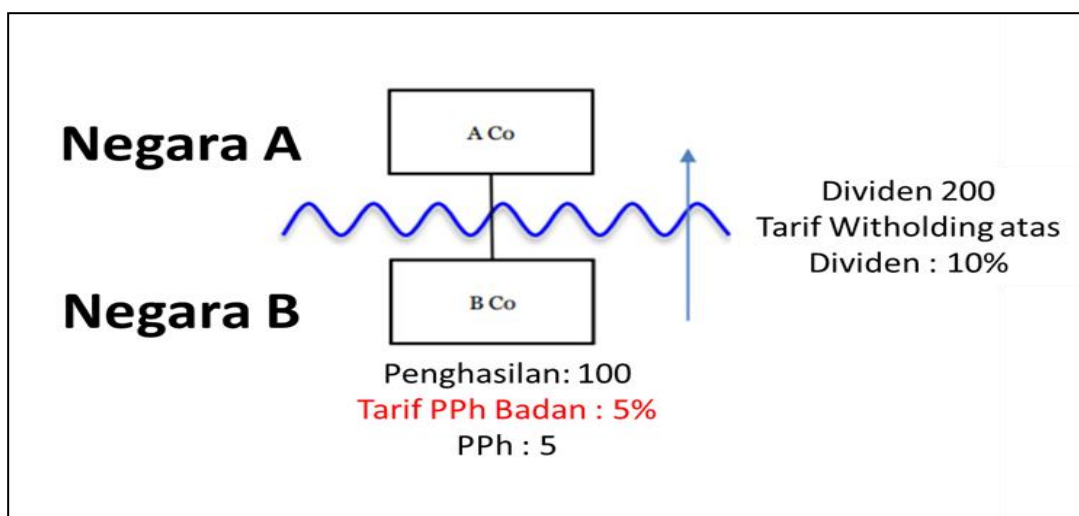 Negara A
A Co
Dividen 200
Tarif Witholding atas
Dividen : 10%
Negara B
B Co
Penghasilan: 100
Tarif PPh Badan : 5%
PPh : 5